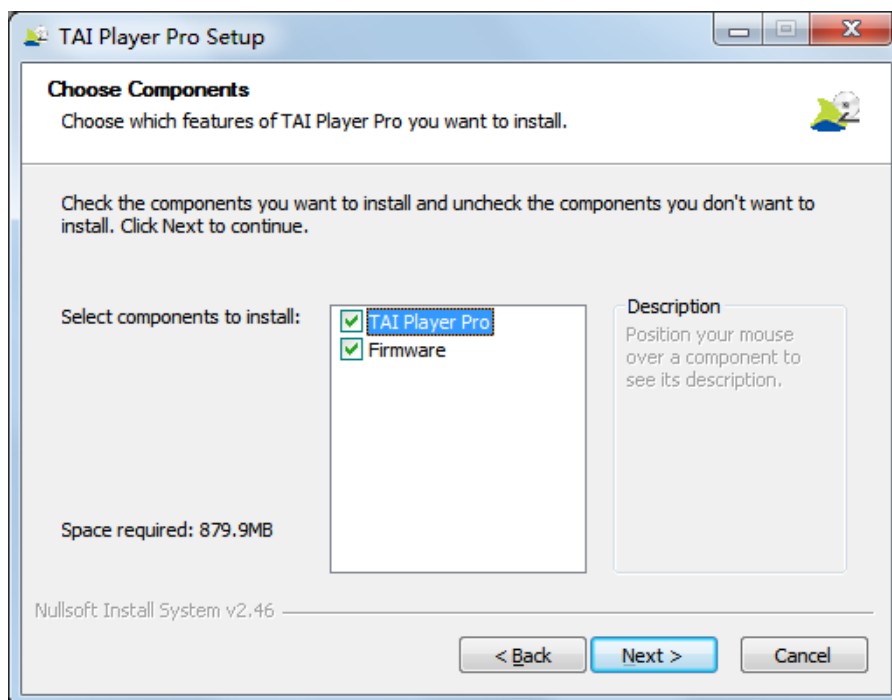 TAI Player Pro Setup
Choose Components
Choose which features of TAI Player Pro you want to install.
Check the components you want to install and uncheck the components you don't want to
install. Click Next to continue.
Select components to install:
TAI Player Pro
Firmware
Description
Position your mouse
over a component to
see its description.
Space required: 879.9MB
Nullsoft Install System v2.46
< Back
Next >
Cancel